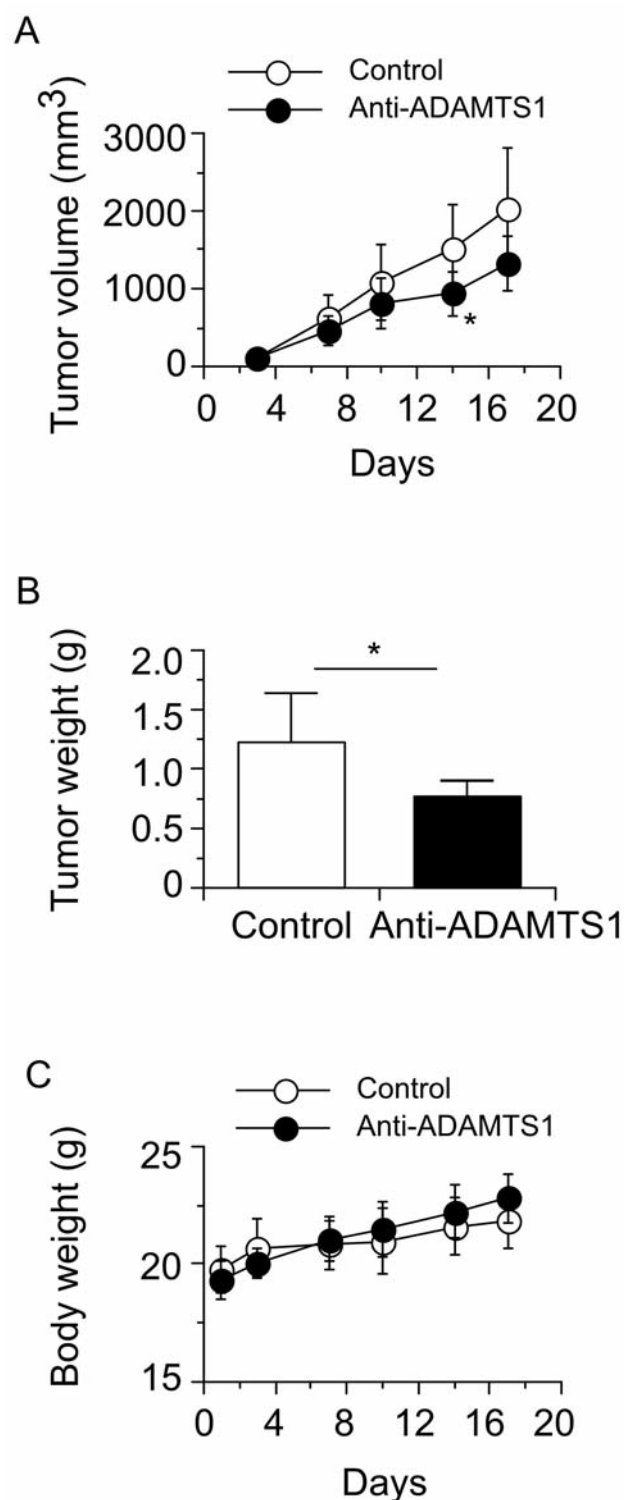 A
Control
Anti-ADAMTS1
Tumor volume (mm³)
3000
2000
1000
0
0 4 8 12 16 20
*
Days
B
Tumor weight (g)
2.0
1.5
1.0
0.5
0
*
Control Anti-ADAMTS1
C
Control
Anti-ADAMTS1
Body weight (g)
25
20
15
0 4 8 12 16 20
Days